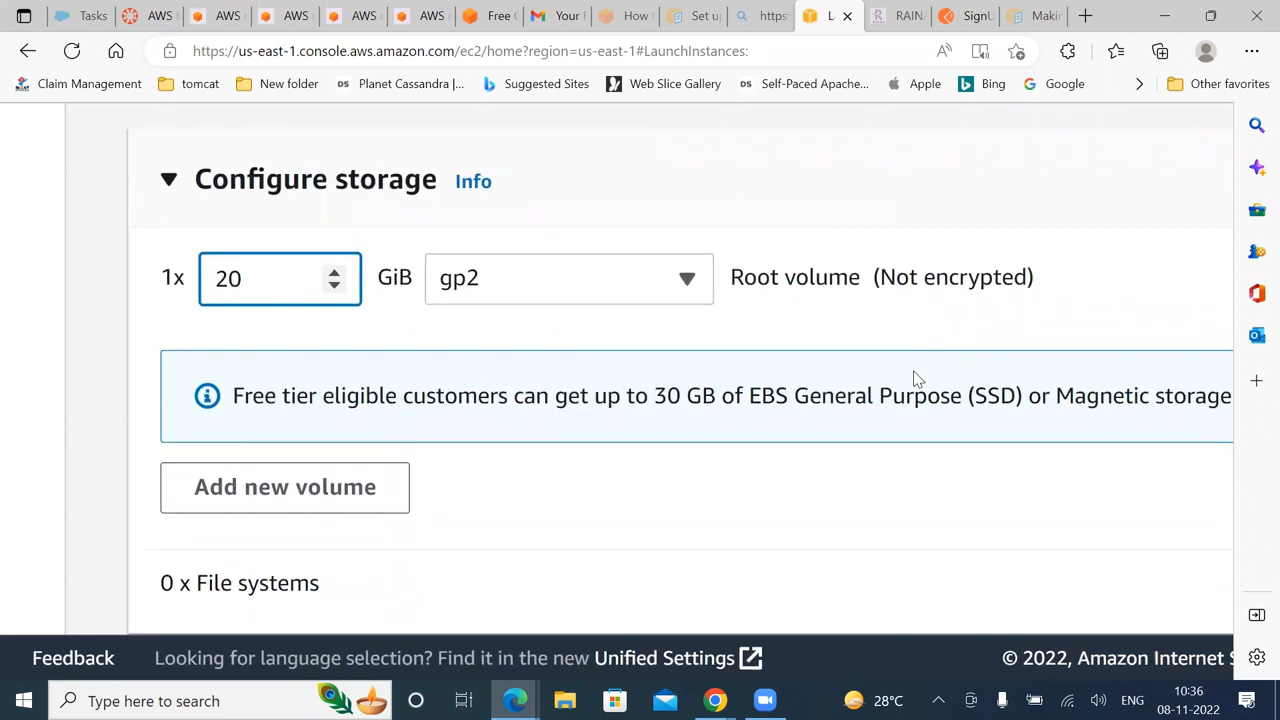 Tasks
AWS
AWS
AWS
AWS
AWS
Free
Your
How t
Set up
https:
L
RAINA
SignU
Makin
https://us-east-1.console.aws.amazon.com/ec2/home?region=us-east-1#LaunchInstances:
Claim Management
tomcat
New folder
DS Planet Cassandra |...
Suggested Sites
Web Slice Gallery
DS Self-Paced Apache...
Apple
Bing
Google
Other favorites
Configure storage Info
1x 20 GiB gp2 Root volume (Not encrypted)
Free tier eligible customers can get up to 30 GB of EBS General Purpose (SSD) or Magnetic storage
Add new volume
0 x File systems
Feedback Looking for language selection? Find it in the new Unified Settings © 2022, Amazon Internet S
Type here to search
28°C
ENG
10:36
08-11-2022